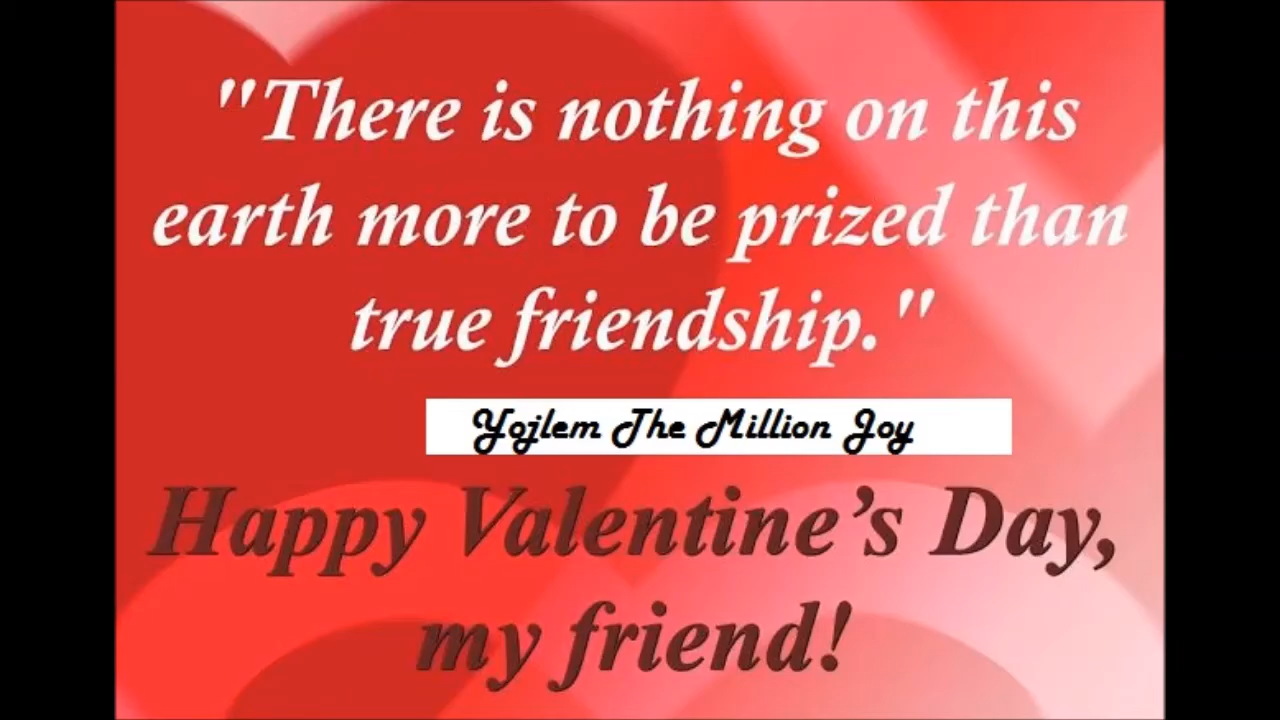 "There is nothing on this
earth more to be prized than
true friendship."
Yojlem The Million Joy
Happy Valentine’s Day,
my friend!